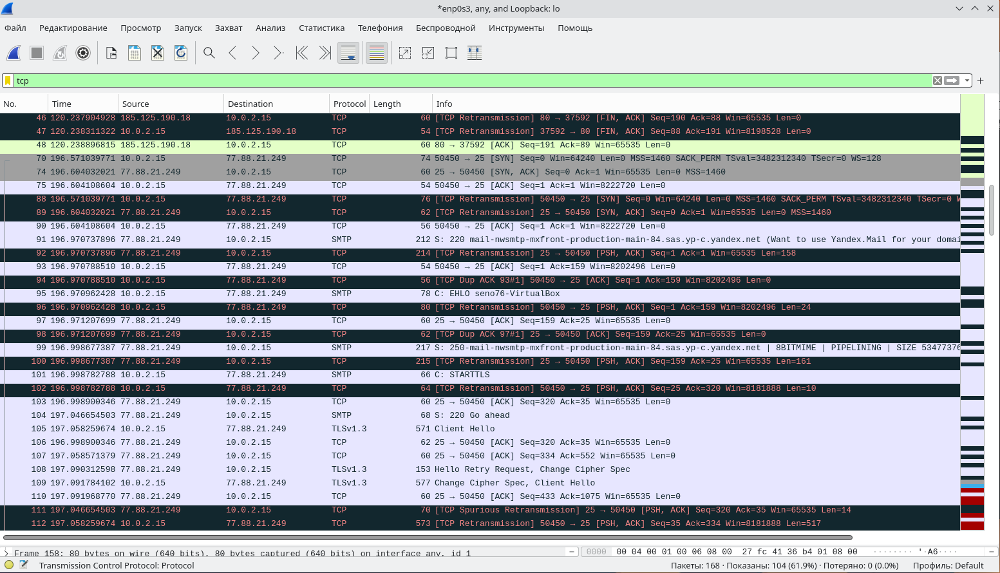 *enp0s3, any, and Loopback: lo
Файл Редактирование Просмотр Запуск Захват Анализ Статистика Телефония Беспроводной Инструменты Помощь
tcp
No. Time Source Destination Protocol Length Info
46 120.237904928 185.125.190.18 10.0.2.15 TCP 60 [TCP Retransmission] 80 → 37592 [FIN, ACK] Seq=190 Ack=88 Win=65535 Len=0
47 120.238311322 10.0.2.15 185.125.190.18 TCP 54 [TCP Retransmission] 37592 → 80 [FIN, ACK] Seq=88 Ack=191 Win=8198528 Len=0
48 120.238896815 185.125.190.18 10.0.2.15 TCP 60 80 → 37592 [ACK] Seq=191 Ack=89 Win=65535 Len=0
70 196.571039771 10.0.2.15 77.88.21.249 TCP 74 50450 → 25 [SYN] Seq=0 Win=64240 Len=0 MSS=1460 SACK_PERM TSval=3482312340 TSecr=0 WS=128
74 196.604032021 77.88.21.249 10.0.2.15 TCP 60 25 → 50450 [SYN, ACK] Seq=0 Ack=1 Win=65535 Len=0 MSS=1460
75 196.604108604 10.0.2.15 77.88.21.249 TCP 54 50450 → 25 [ACK] Seq=1 Ack=1 Win=8222720 Len=0
88 196.571039771 10.0.2.15 77.88.21.249 TCP 76 [TCP Retransmission] 50450 → 25 [SYN] Seq=0 Win=64240 Len=0 MSS=1460 SACK_PERM TSval=3482312340 TSecr=0 W
89 196.604032021 77.88.21.249 10.0.2.15 TCP 62 [TCP Retransmission] 25 → 50450 [SYN, ACK] Seq=0 Ack=1 Win=65535 Len=0 MSS=1460
90 196.604108604 10.0.2.15 77.88.21.249 TCP 56 50450 → 25 [ACK] Seq=1 Ack=1 Win=8222720 Len=0
91 196.970737896 77.88.21.249 10.0.2.15 SMTP 212 S: 220 mail-nwsmtp-mxfront-production-main-84.sas.yp-c.yandex.net (Want to use Yandex.Mail for your domai
92 196.970737896 77.88.21.249 10.0.2.15 TCP 214 [TCP Retransmission] 25 → 50450 [PSH, ACK] Seq=1 Ack=1 Win=65535 Len=158
93 196.970788510 10.0.2.15 77.88.21.249 TCP 54 50450 → 25 [ACK] Seq=1 Ack=159 Win=8202496 Len=0
94 196.970788510 10.0.2.15 77.88.21.249 TCP 56 [TCP Dup ACK 93#1] 50450 → 25 [ACK] Seq=1 Ack=159 Win=8202496 Len=0
95 196.970962428 10.0.2.15 77.88.21.249 SMTP 78 C: EHLO seno76-VirtualBox
96 196.970962428 10.0.2.15 77.88.21.249 TCP 80 [TCP Retransmission] 50450 → 25 [PSH, ACK] Seq=1 Ack=159 Win=8202496 Len=24
97 196.971207699 77.88.21.249 10.0.2.15 TCP 60 25 → 50450 [ACK] Seq=159 Ack=25 Win=65535 Len=0
98 196.971207699 77.88.21.249 10.0.2.15 TCP 62 [TCP Dup ACK 97#1] 25 → 50450 [ACK] Seq=159 Ack=25 Win=65535 Len=0
99 196.998677387 77.88.21.249 10.0.2.15 SMTP 217 S: 250-mail-nwsmtp-mxfront-production-main-84.sas.yp-c.yandex.net | 8BITMIME | PIPELINING | SIZE 53477376
100 196.998677387 77.88.21.249 10.0.2.15 TCP 215 [TCP Retransmission] 25 → 50450 [PSH, ACK] Seq=159 Ack=25 Win=65535 Len=161
101 196.998782788 10.0.2.15 77.88.21.249 SMTP 66 C: STARTTLS
102 196.998782788 10.0.2.15 77.88.21.249 TCP 64 [TCP Retransmission] 50450 → 25 [PSH, ACK] Seq=25 Ack=320 Win=8181888 Len=10
103 196.998900346 77.88.21.249 10.0.2.15 TCP 60 25 → 50450 [ACK] Seq=320 Ack=35 Win=65535 Len=0
104 197.046654503 77.88.21.249 10.0.2.15 SMTP 68 S: 220 Go ahead
105 197.058259674 10.0.2.15 77.88.21.249 TLSv1.3 571 Client Hello
106 196.998900346 77.88.21.249 10.0.2.15 TCP 62 25 → 50450 [ACK] Seq=320 Ack=35 Win=65535 Len=0
107 197.058571379 77.88.21.249 10.0.2.15 TCP 60 25 → 50450 [ACK] Seq=334 Ack=552 Win=65535 Len=0
108 197.090312598 77.88.21.249 10.0.2.15 TLSv1.3 153 Hello Retry Request, Change Cipher Spec
109 197.091784102 10.0.2.15 77.88.21.249 TLSv1.3 577 Change Cipher Spec, Client Hello
110 197.091968770 77.88.21.249 10.0.2.15 TCP 60 25 → 50450 [ACK] Seq=433 Ack=1075 Win=65535 Len=0
111 197.046654503 77.88.21.249 10.0.2.15 TCP 70 [TCP Spurious Retransmission] 25 → 50450 [PSH, ACK] Seq=320 Ack=35 Win=65535 Len=14
112 197.058259674 10.0.2.15 77.88.21.249 TCP 573 [TCP Retransmission] 50450 → 25 [PSH, ACK] Seq=35 Ack=334 Win=8181888 Len=517
Frame 158: 80 bytes on wire (640 bits), 80 bytes captured (640 bits) on interface any, id 1
0000 00 04 00 01 00 06 08 00 27 fc 41 36 b4 01 08 00 ········ '·A6····
Transmission Control Protocol: Protocol Пакеты: 168 · Показаны: 104 (61.9%) · Потеряно: 0 (0.0%) Профиль: Default